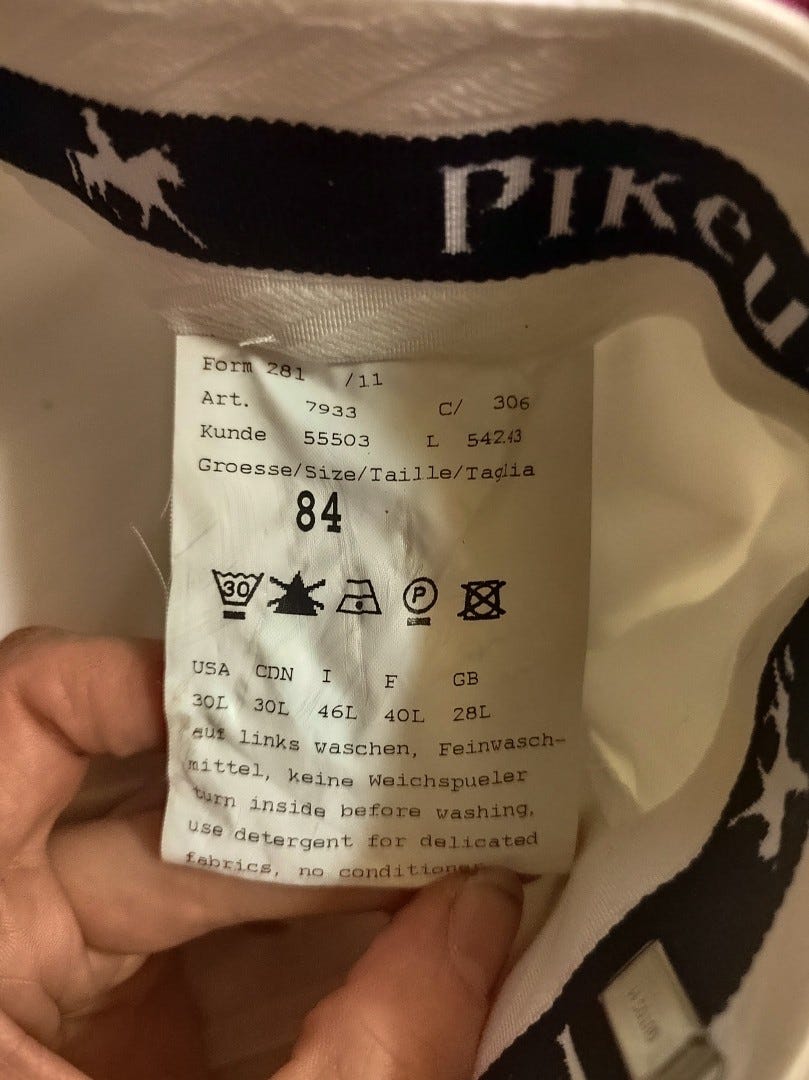 Pikeu
Form 281 /11
Art. 7933 C/ 306
Kunde 55503 L 542.43
Groesse/Size/Taille/Taglia
84
30 P
USA CDN I F GB
30L 30L 46L 40L 28L
auf links waschen, Feinwasch-
mittel, keine Weichspueler
turn inside before washing,
use detergent for delicated
fabrics, no conditioner